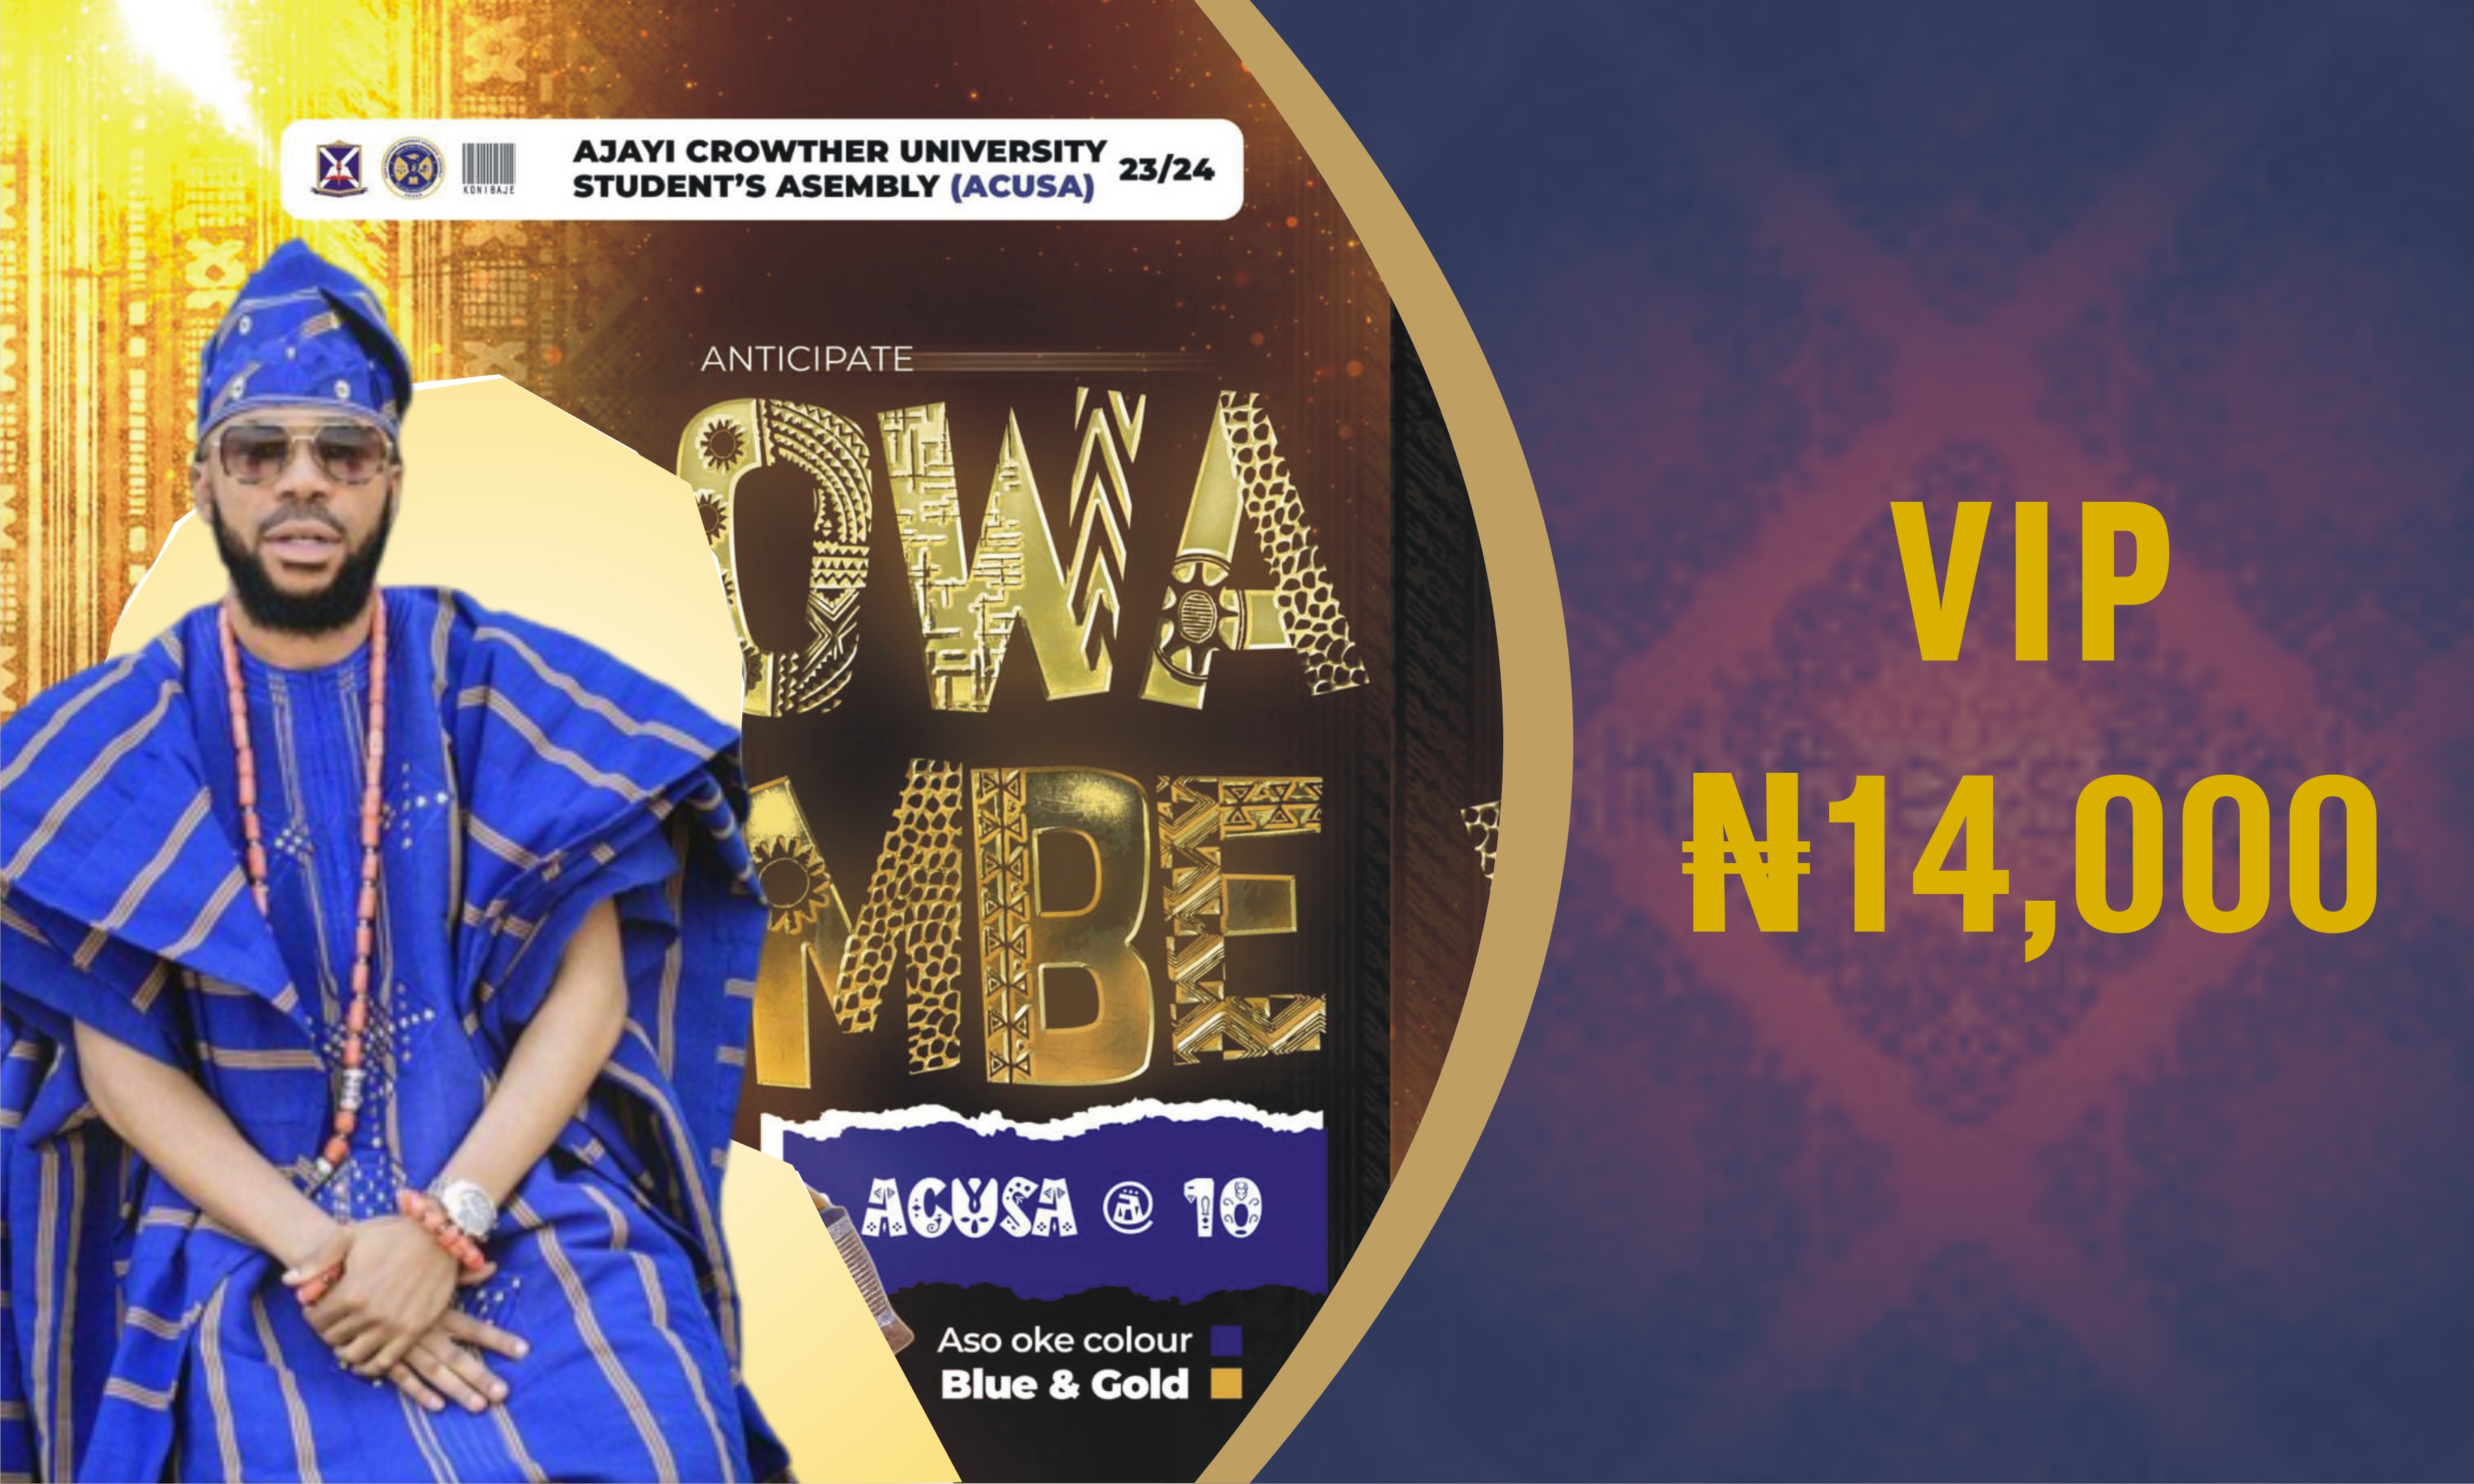 KONIBAJE
AJAYI CROWTHER UNIVERSITY
STUDENT’S ASEMBLY (ACUSA)
23/24
ANTICIPATE
OWA
MBE
ACUSA @ 10
Aso oke colour
Blue & Gold
VIP
₦14,000